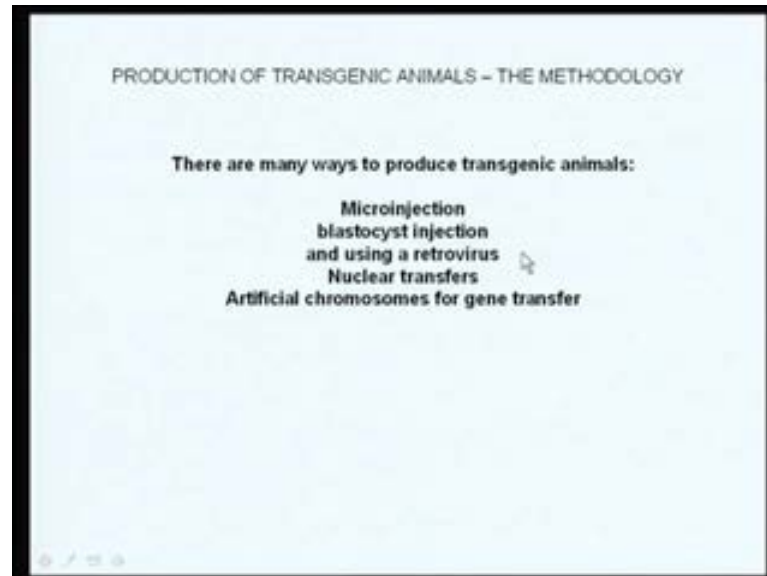 PRODUCTION OF TRANSGENIC ANIMALS – THE METHODOLOGY
There are many ways to produce transgenic animals:
Microinjection
blastocyst injection
and using a retrovirus
Nuclear transfers
Artificial chromosomes for gene transfer